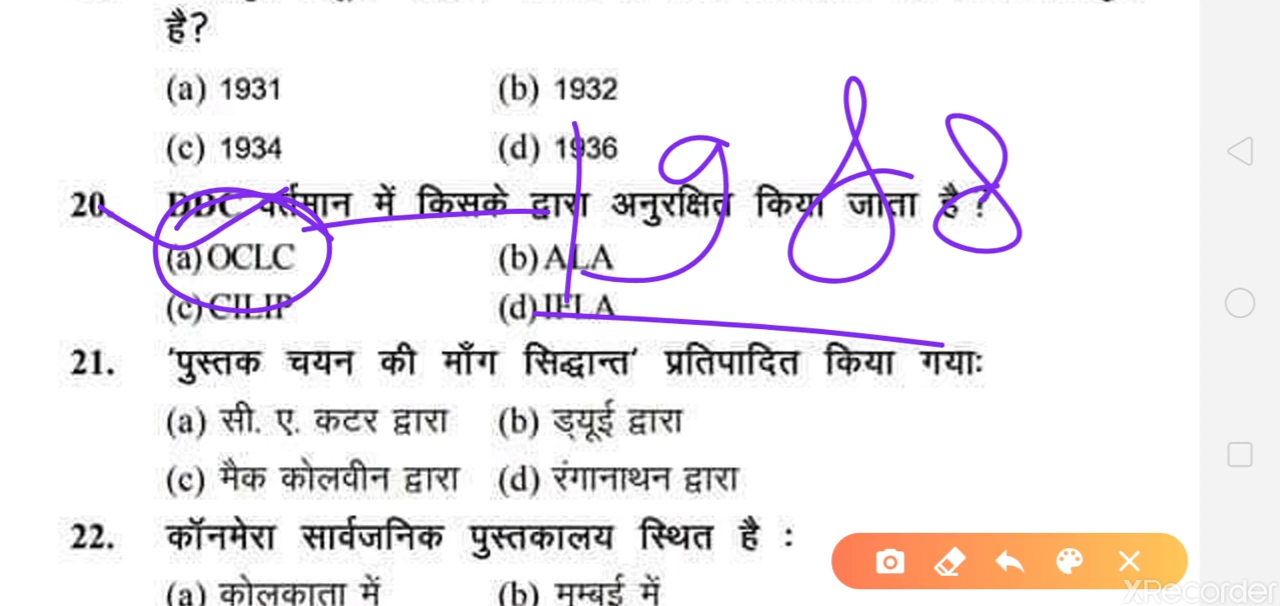 है?
(a) 1931 (b) 1932
(c) 1934 (d) 1936
1988
20. DDC वर्तमान में किसके द्वारा अनुरक्षित किया जाता है ?
(a) OCLC (b) ALA
(c) CILIP (d) IFLA
21. 'पुस्तक चयन की माँग सिद्धान्त' प्रतिपादित किया गयाः
(a) सी. ए. कटर द्वारा (b) ड्यूई द्वारा
(c) मैक कोलवीन द्वारा (d) रंगानाथन द्वारा
22. कॉनमेरा सार्वजनिक पुस्तकालय स्थित है :
(a) कोलकाता में (b) मुम्बई में
XRecorder